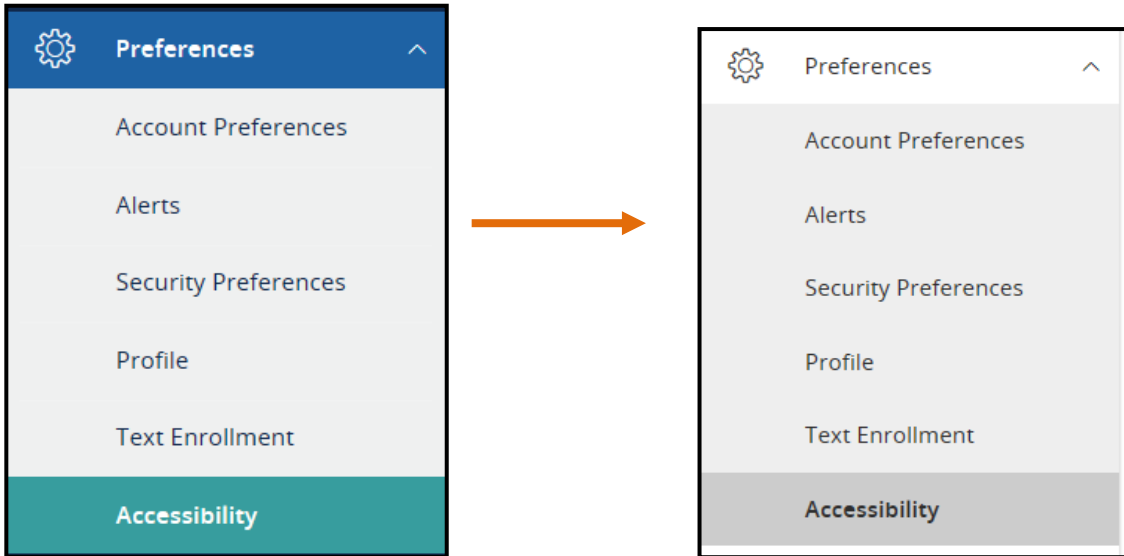 Preferences
Account Preferences
Alerts
Security Preferences
Profile
Text Enrollment
Accessibility
Preferences
Account Preferences
Alerts
Security Preferences
Profile
Text Enrollment
Accessibility